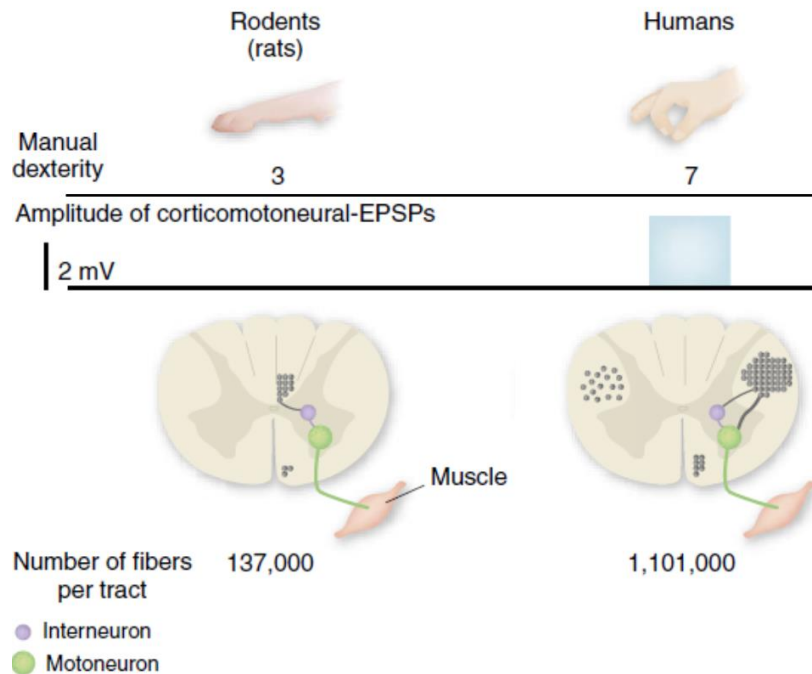 Rodents
(rats)
Humans
Manual
dexterity
3
7
Amplitude of corticomotoneural-EPSPs
2 mV
Muscle
Number of fibers
per tract
137,000
1,101,000
Interneuron
Motoneuron